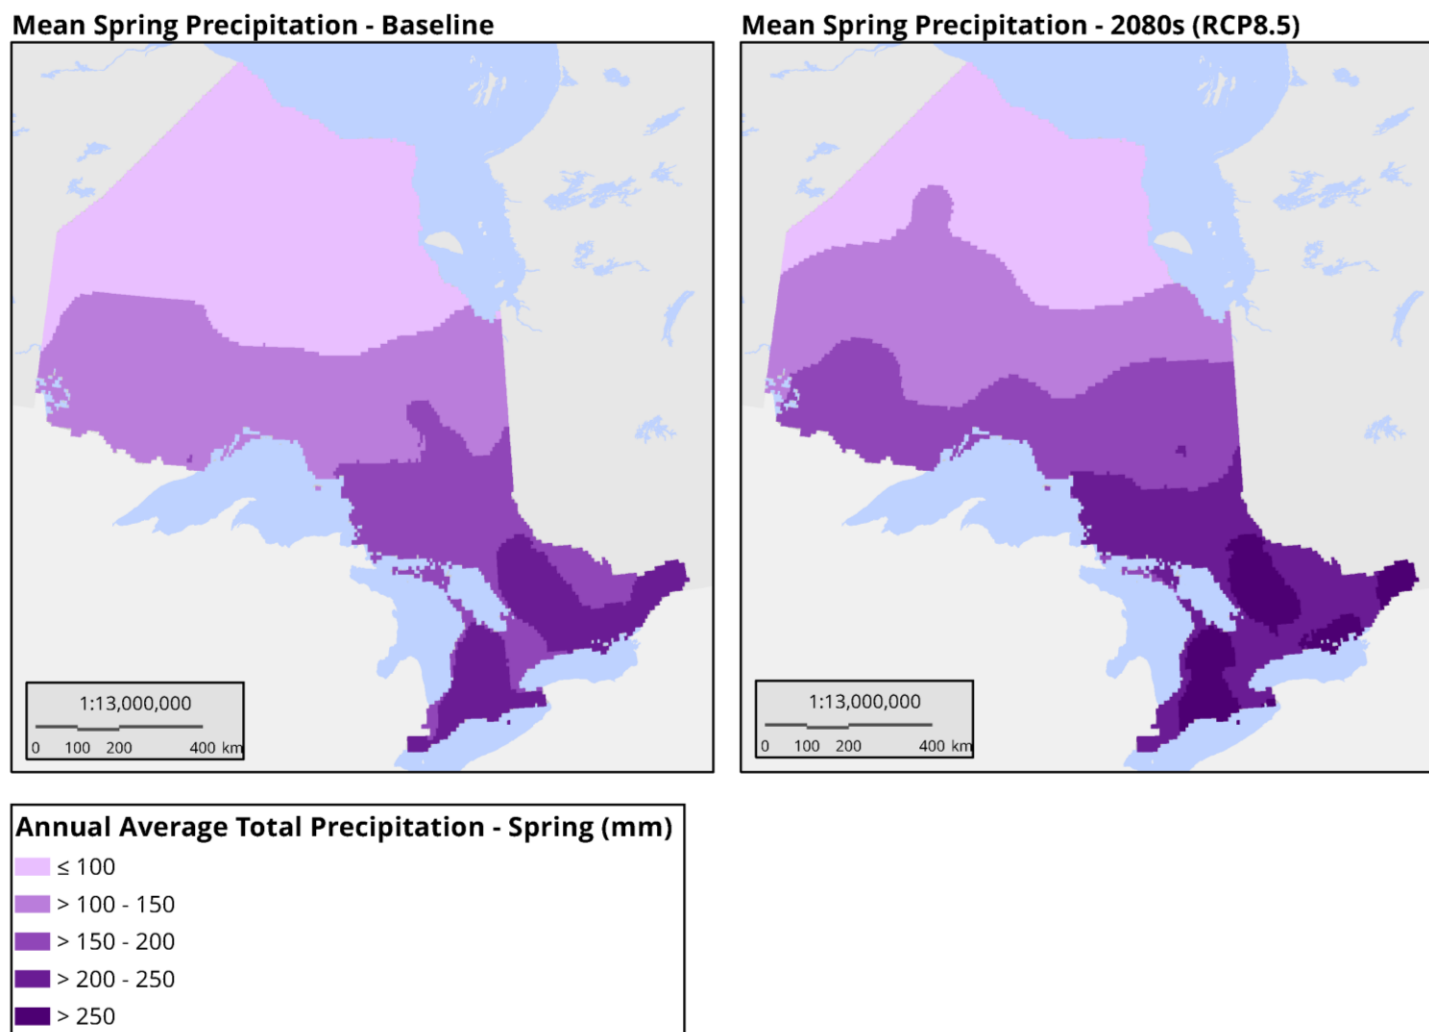 Mean Spring Precipitation - Baseline
Mean Spring Precipitation - 2080s (RCP8.5)
1:13,000,000
0 100 200 400 km
1:13,000,000
0 100 200 400 km
Annual Average Total Precipitation - Spring (mm)
≤ 100
> 100 - 150
> 150 - 200
> 200 - 250
> 250